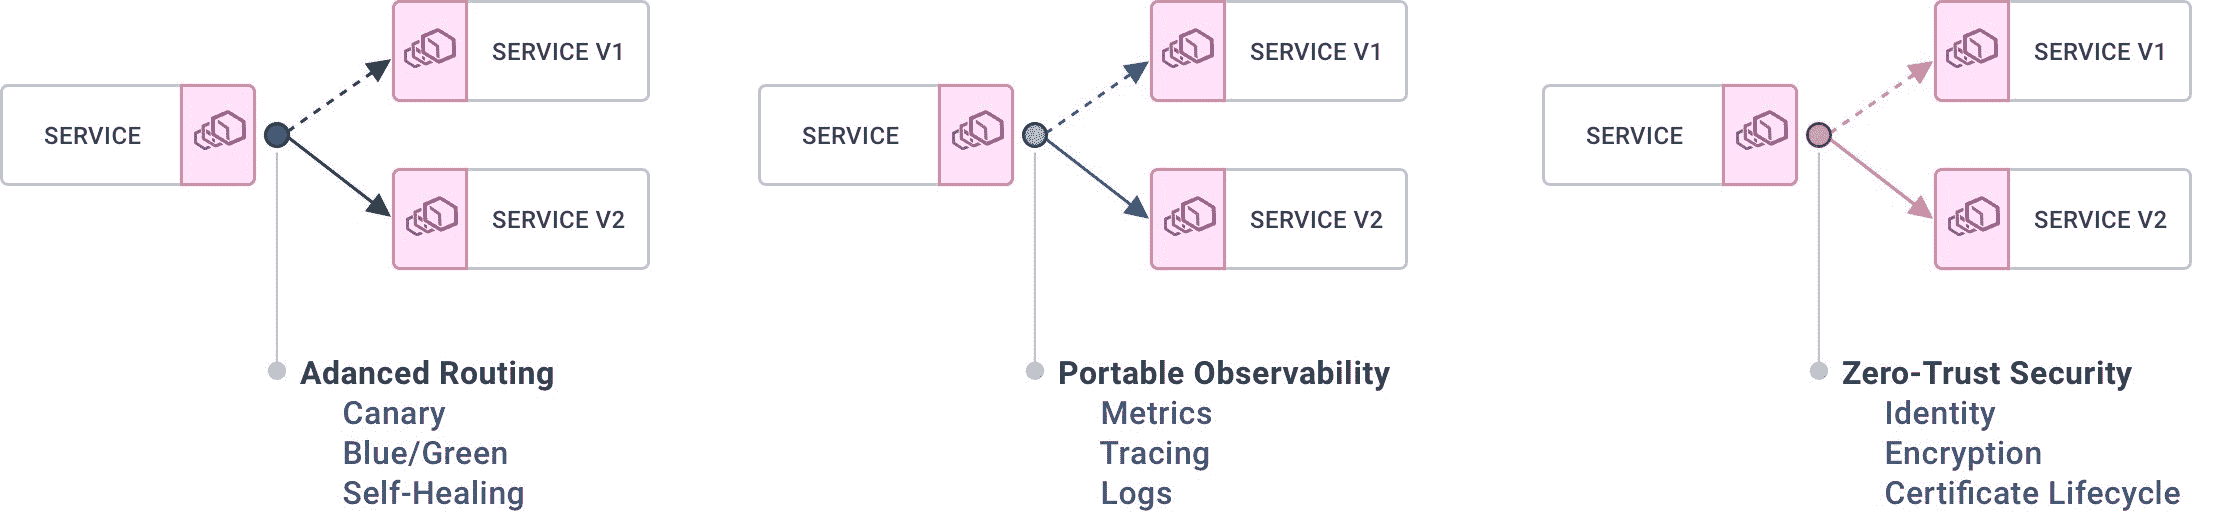 SERVICE
SERVICE V1
SERVICE V2
Adanced Routing
Canary
Blue/Green
Self-Healing
SERVICE
SERVICE V1
SERVICE V2
Portable Observability
Metrics
Tracing
Logs
SERVICE
SERVICE V1
SERVICE V2
Zero-Trust Security
Identity
Encryption
Certificate Lifecycle